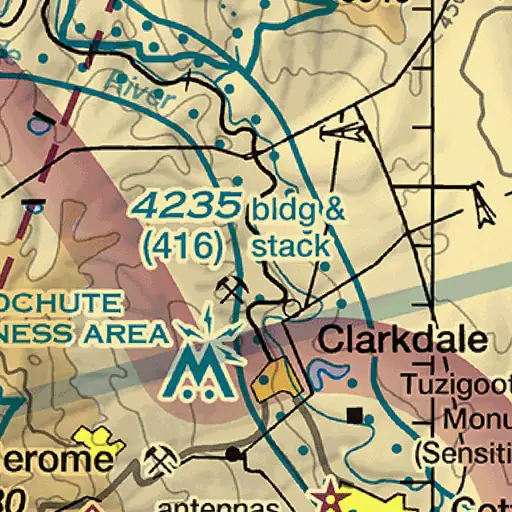 River
4235 bldg &
(416) stack
OCHUTE
NESS AREA
Clarkdale
Tuzigoot
Monu
(Sensiti
erome
antennas